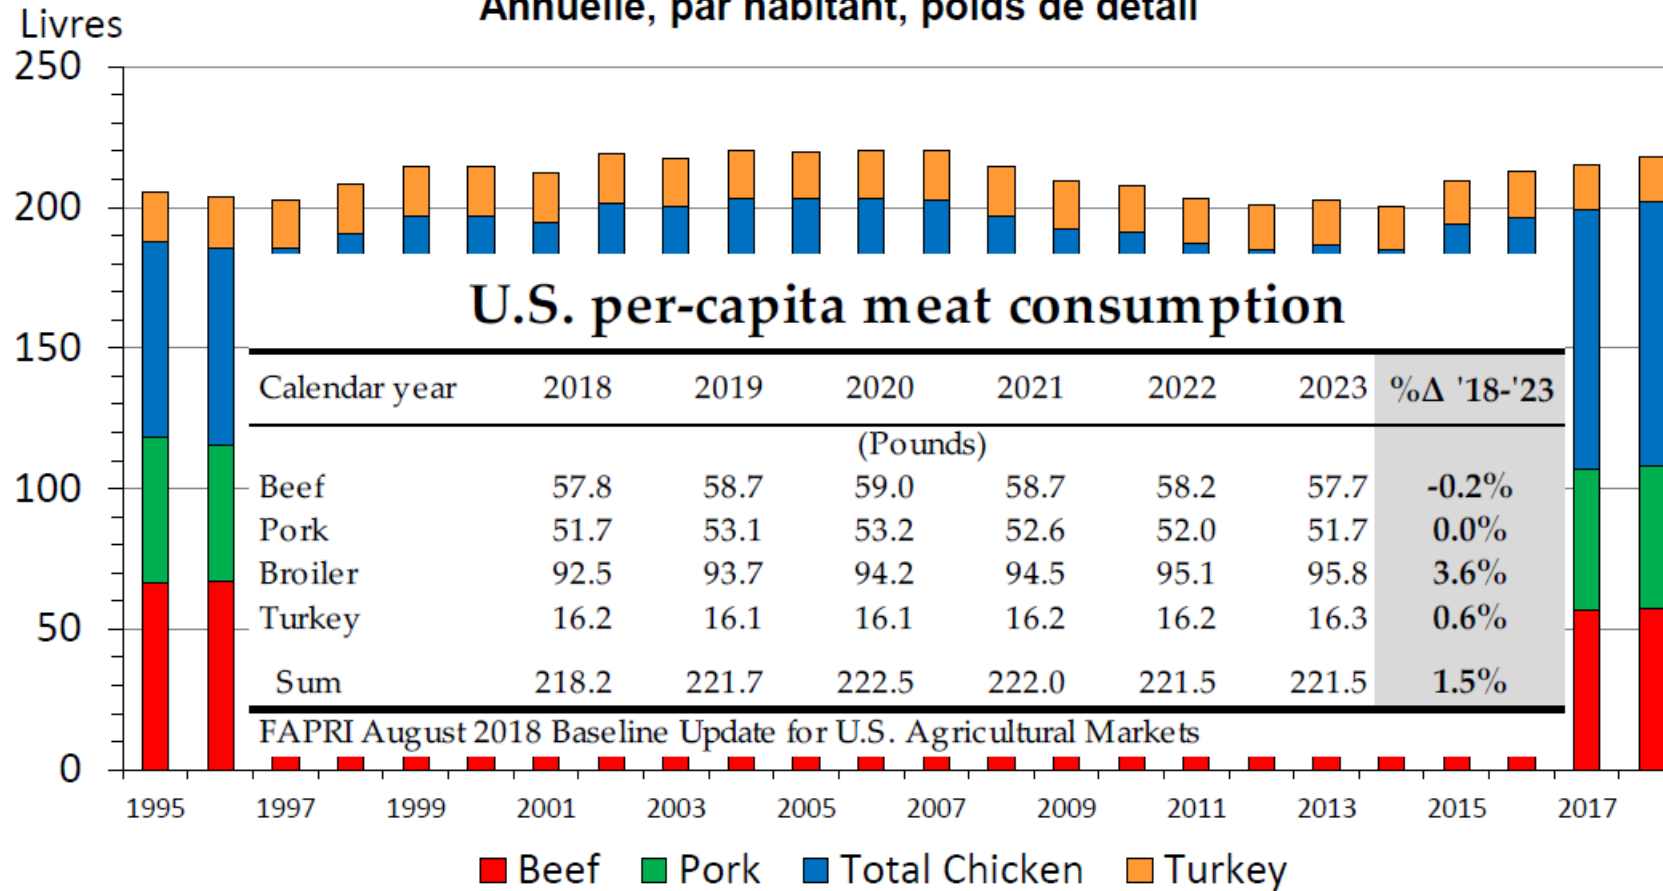 Annuelle, par habitant, poids de détail
Livres
250
200
150
100
50
0
U.S. per-capita meat consumption
Calendar year 2018 2019 2020 2021 2022 2023 %Δ '18-'23
(Pounds)
Beef 57.8 58.7 59.0 58.7 58.2 57.7 -0.2%
Pork 51.7 53.1 53.2 52.6 52.0 51.7 0.0%
Broiler 92.5 93.7 94.2 94.5 95.1 95.8 3.6%
Turkey 16.2 16.1 16.1 16.2 16.2 16.3 0.6%
Sum 218.2 221.7 222.5 222.0 221.5 221.5 1.5%
FAPRI August 2018 Baseline Update for U.S. Agricultural Markets
1995 1997 1999 2001 2003 2005 2007 2009 2011 2013 2015 2017
Beef Pork Total Chicken Turkey